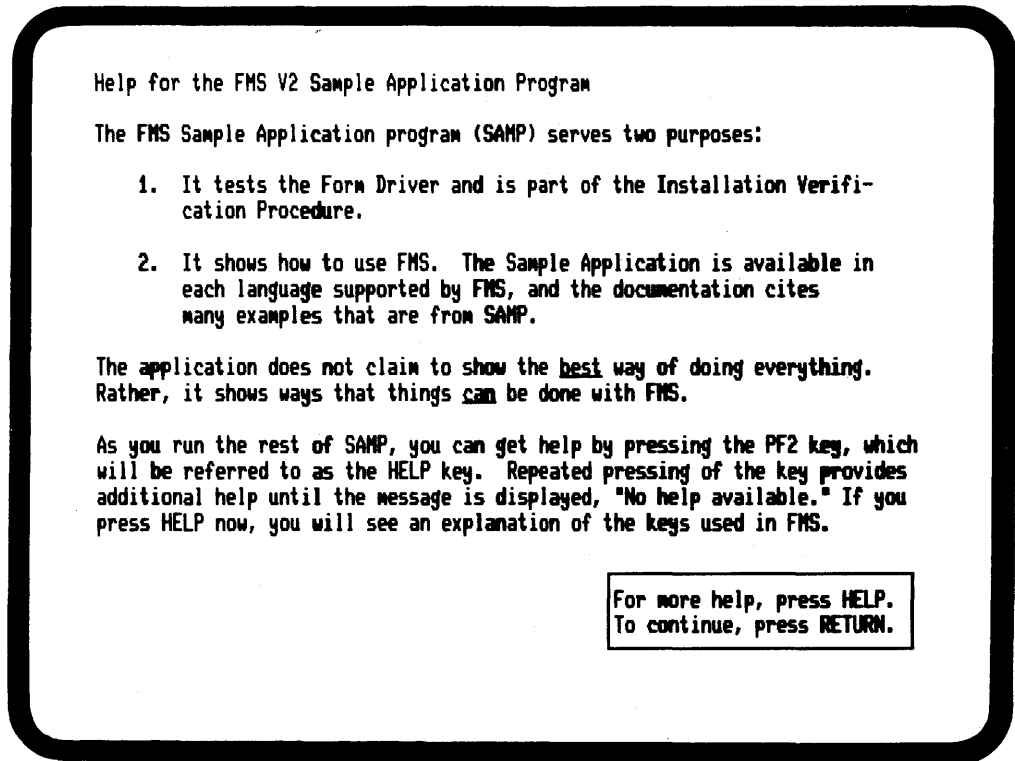 Help for the FMS V2 Sample Application Program
The FMS Sample Application program (SAMP) serves two purposes:
1. It tests the Form Driver and is part of the Installation Verifi-
cation Procedure.
2. It shows how to use FMS. The Sample Application is available in
each language supported by FMS, and the documentation cites
many examples that are from SAMP.
The application does not claim to show the best way of doing everything.
Rather, it shows ways that things can be done with FMS.
As you run the rest of SAMP, you can get help by pressing the PF2 key, which
will be referred to as the HELP key. Repeated pressing of the key provides
additional help until the message is displayed, "No help available." If you
press HELP now, you will see an explanation of the keys used in FMS.
For more help, press HELP.
To continue, press RETURN.